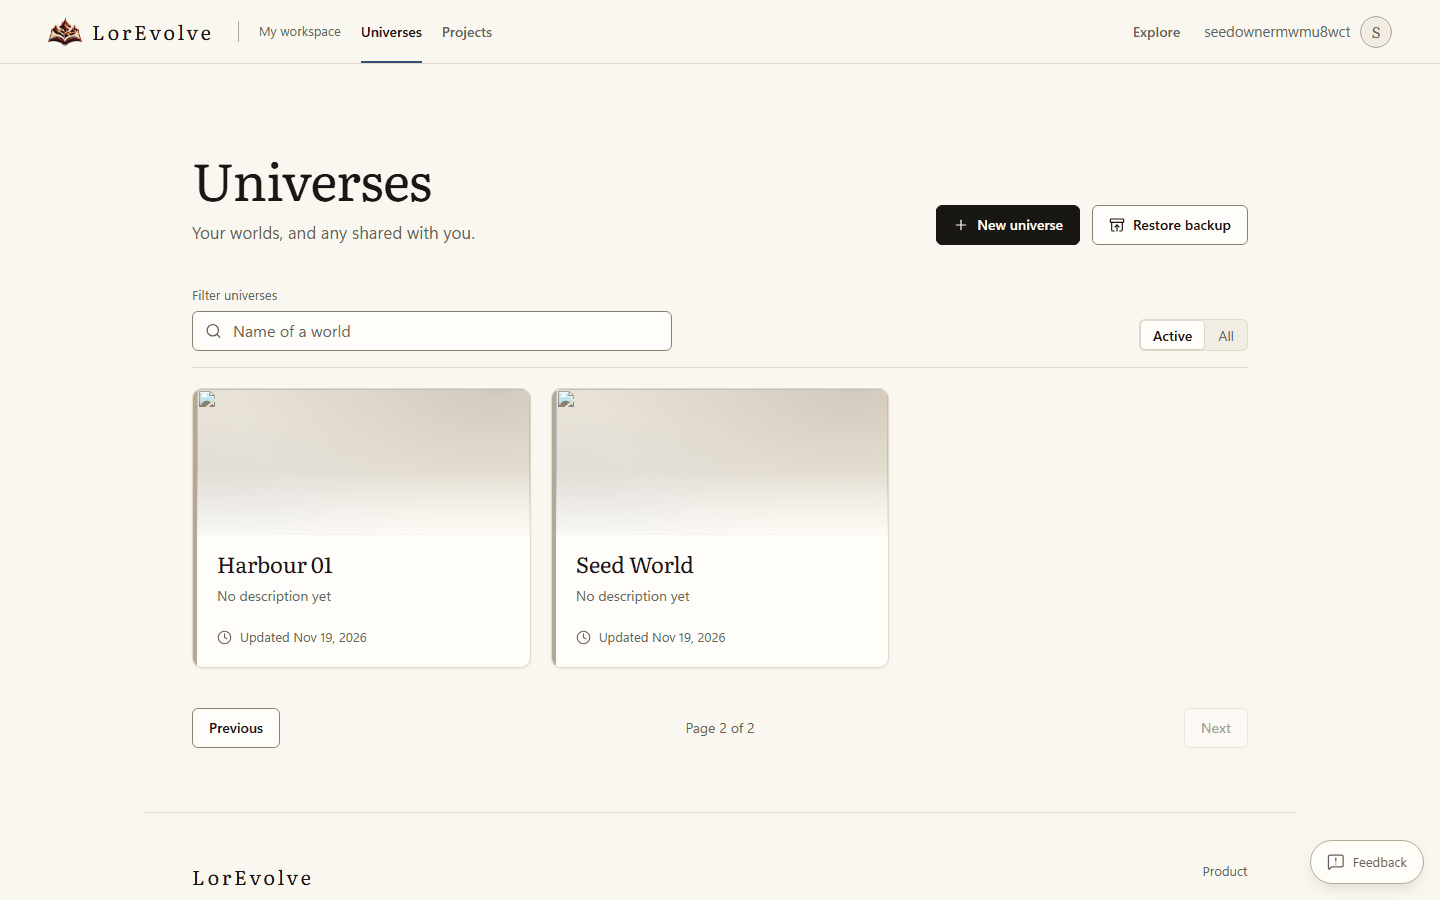 LorEvolve
My workspace
Universes
Projects
Explore
seedownermwmu8wct
S
Universes
Your worlds, and any shared with you.
New universe
Restore backup
Filter universes
Name of a world
Active
All
Harbour 01
No description yet
Updated Nov 19, 2026
Seed World
No description yet
Updated Nov 19, 2026
Previous
Page 2 of 2
Next
LorEvolve
Product
Feedback